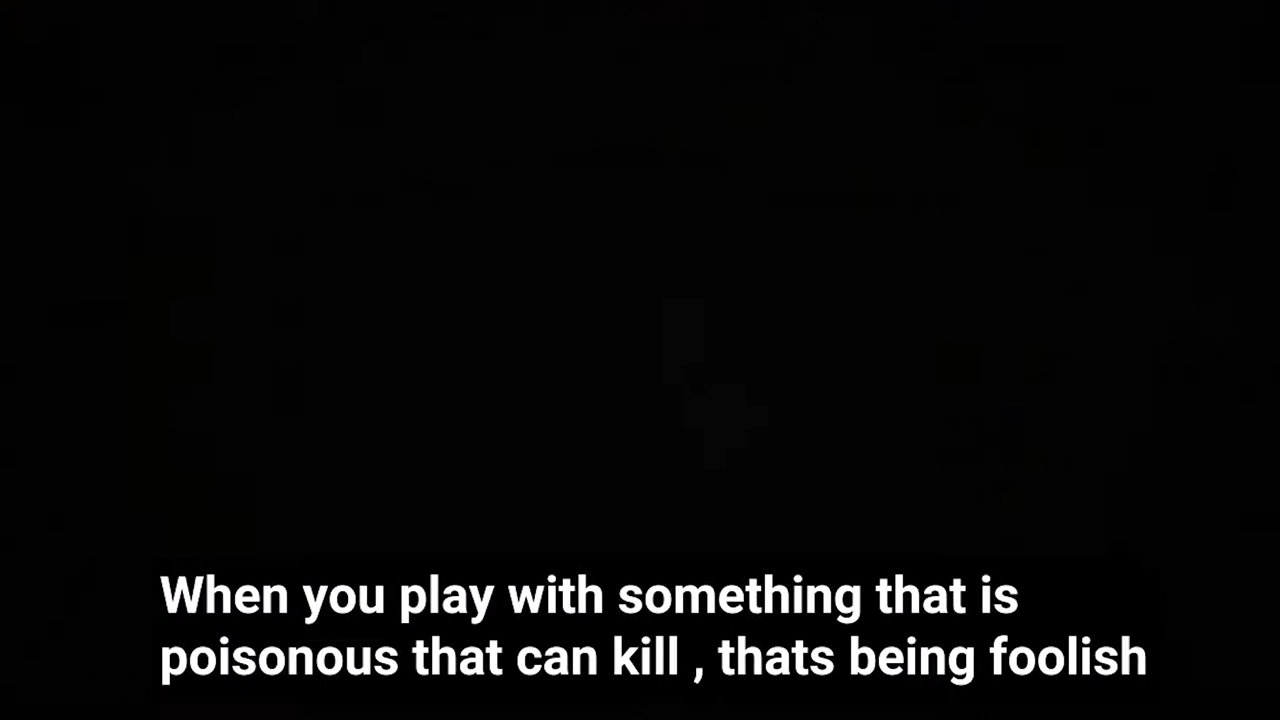 When you play with something that is
poisonous that can kill , thats being foolish